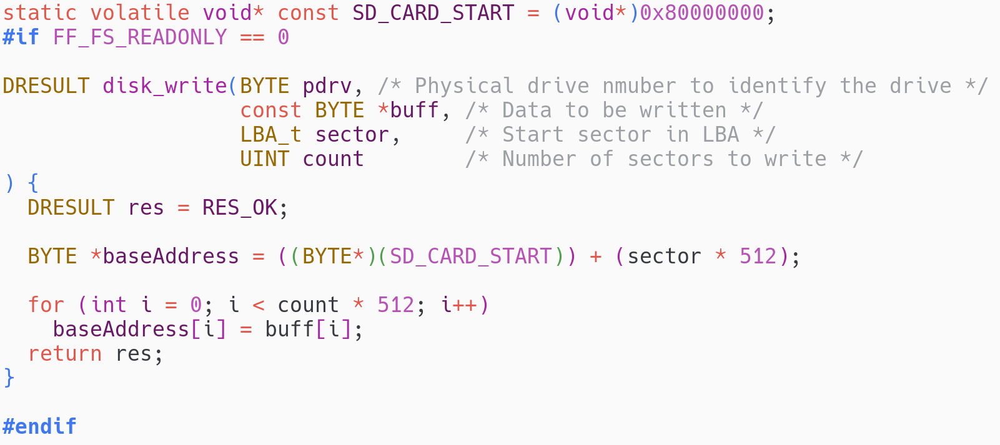 static volatile void* const SD_CARD_START = (void*)0x80000000;
#if FF_FS_READONLY == 0
DRESULT disk_write(BYTE pdrv, /* Physical drive nmuber to identify the drive */
                   const BYTE *buff, /* Data to be written */
                   LBA_t sector,     /* Start sector in LBA */
                   UINT count        /* Number of sectors to write */
) {
  DRESULT res = RES_OK;
  BYTE *baseAddress = ((BYTE*)(SD_CARD_START)) + (sector * 512);
  for (int i = 0; i < count * 512; i++)
    baseAddress[i] = buff[i];
  return res;
}
#endif